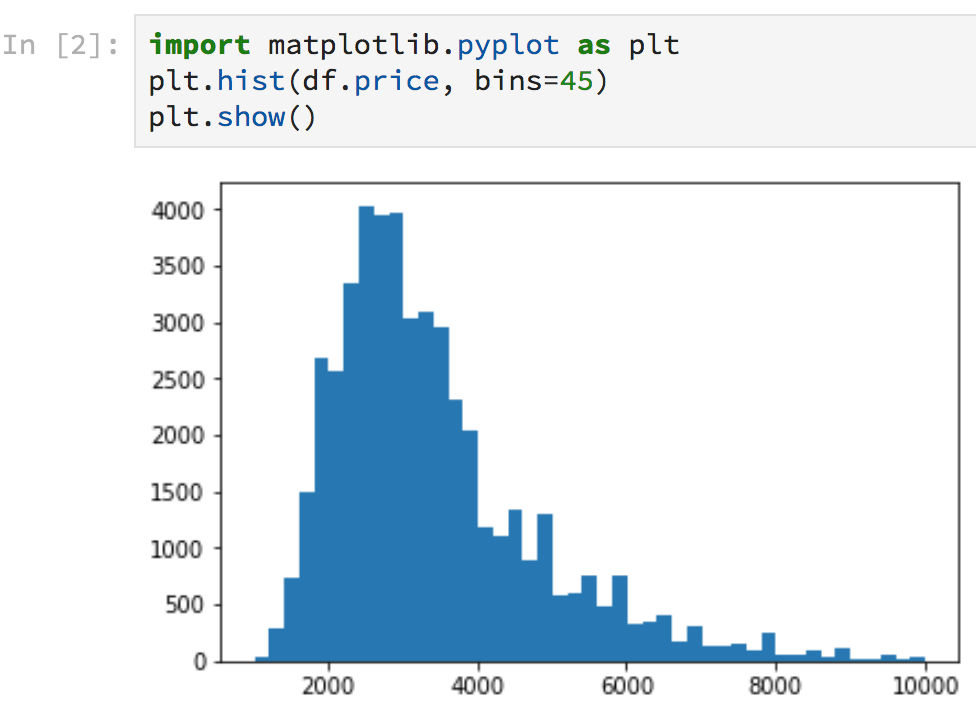 In [2]: import matplotlib.pyplot as plt
plt.hist(df.price, bins=45)
plt.show()
4000
3500
3000
2500
2000
1500
1000
500
0
2000 4000 6000 8000 10000